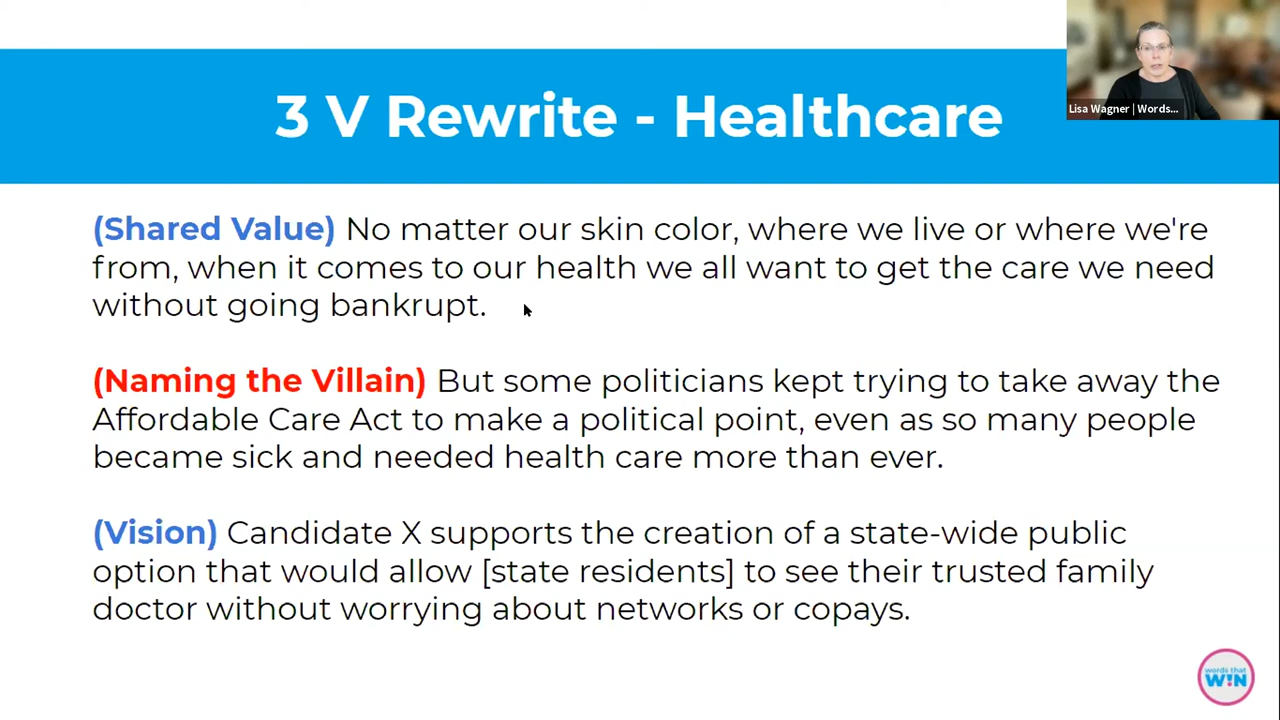 3 V Rewrite - Healthcare
Lisa Wagner | Words...
(Shared Value) No matter our skin color, where we live or where we're
from, when it comes to our health we all want to get the care we need
without going bankrupt.
(Naming the Villain) But some politicians kept trying to take away the
Affordable Care Act to make a political point, even as so many people
became sick and needed health care more than ever.
(Vision) Candidate X supports the creation of a state-wide public
option that would allow [state residents] to see their trusted family
doctor without worrying about networks or copays.
words that
W!N